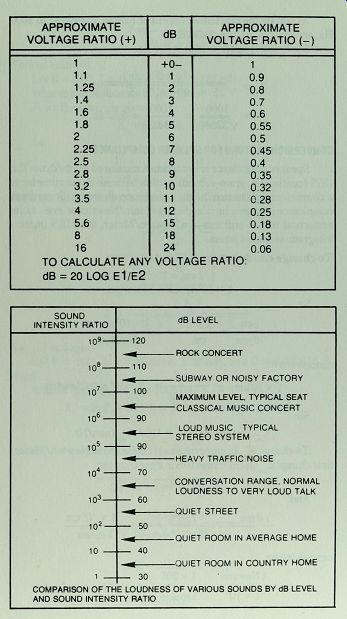 APPROXIMATE VOLTAGE RATIO (+) dB APPROXIMATE VOLTAGE RATIO (−)
1 +0- 1
1.1 1 0.9
1.25 2 0.8
1.4 3 0.7
1.6 4 0.6
1.8 5 0.55
2 6 0.5
2.25 7 0.45
2.5 8 0.4
2.8 9 0.35
3.2 10 0.32
3.5 11 0.28
4 12 0.25
5.6 15 0.18
8 18 0.13
16 24 0.06
TO CALCULATE ANY VOLTAGE RATIO:
dB = 20 LOG E1/E2
SOUND INTENSITY RATIO dB LEVEL
10⁹ 120
ROCK CONCERT
10⁸ 110
SUBWAY OR NOISY FACTORY
10⁷ 100
MAXIMUM LEVEL, TYPICAL SEAT
CLASSICAL MUSIC CONCERT
10⁶ 90
LOUD MUSIC TYPICAL
STEREO SYSTEM
10⁵ 90
HEAVY TRAFFIC NOISE
10⁴ 70
CONVERSATION RANGE, NORMAL
LOUDNESS TO VERY LOUD TALK
10³ 60
QUIET STREET
10² 50
QUIET ROOM IN AVERAGE HOME
10 40
QUIET ROOM IN COUNTRY HOME
1 30
COMPARISON OF THE LOUDNESS OF VARIOUS SOUNDS BY dB LEVEL
AND SOUND INTENSITY RATIO